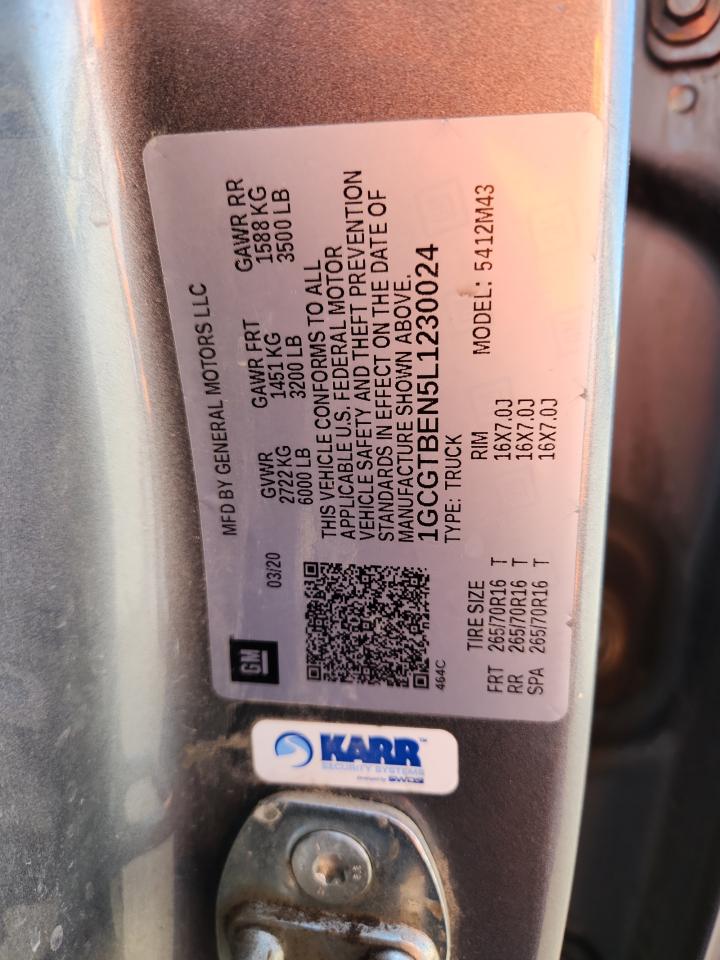 MFD BY GENERAL MOTORS LLC
GM
03/20
GVWR GAWR FRT GAWR RR
2722 KG 1451 KG 1588 KG
6000 LB 3200 LB 3500 LB
THIS VEHICLE CONFORMS TO ALL
APPLICABLE U.S. FEDERAL MOTOR
VEHICLE SAFETY AND THEFT PREVENTION
STANDARDS IN EFFECT ON THE DATE OF
MANUFACTURE SHOWN ABOVE.
1GCGTBEN5L1230024
464C
TYPE: TRUCK MODEL: 5412M43
TIRE SIZE RIM
FRT 265/70R16 T 16X7.0J
RR 265/70R16 T 16X7.0J
SPA 265/70R16 T 16X7.0J
KARR™
SECURITY SYSTEMS